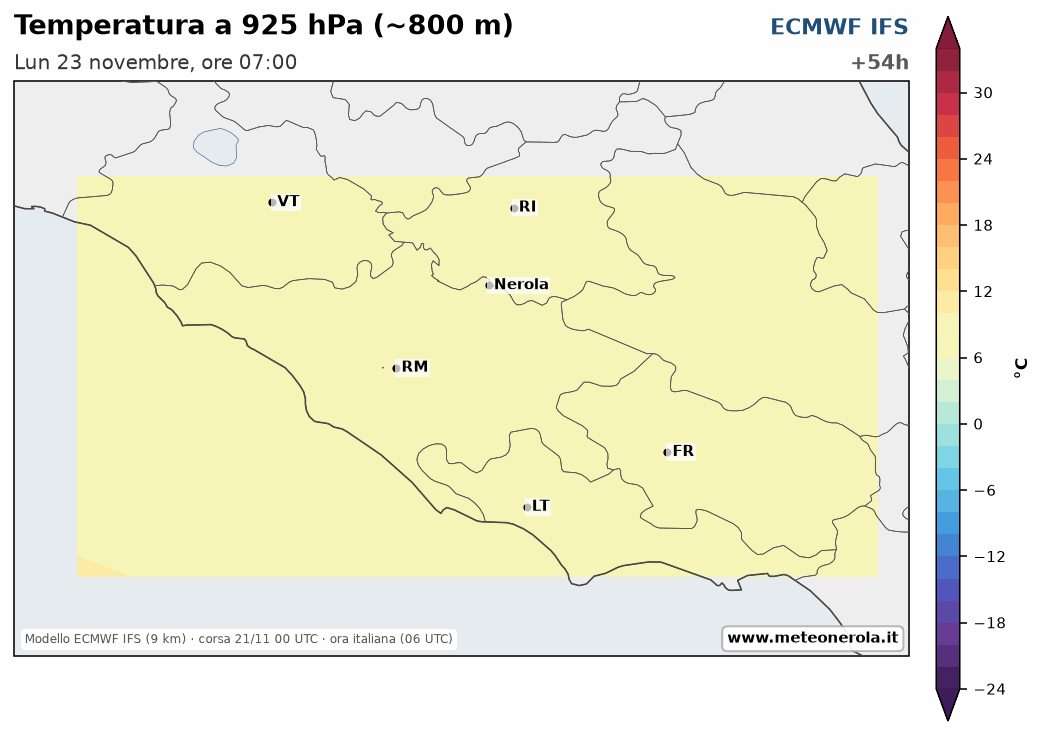 Temperatura a 925 hPa (~800 m)
ECMWF IFS
Lun 23 novembre, ore 07:00
+54h
VT
RI
Nerola
RM
FR
LT
Modello ECMWF IFS (9 km) · corsa 21/11 00 UTC · ora italiana (06 UTC)
www.meteonerola.it
30
24
18
12
6
0
−6
−12
−18
−24
°C